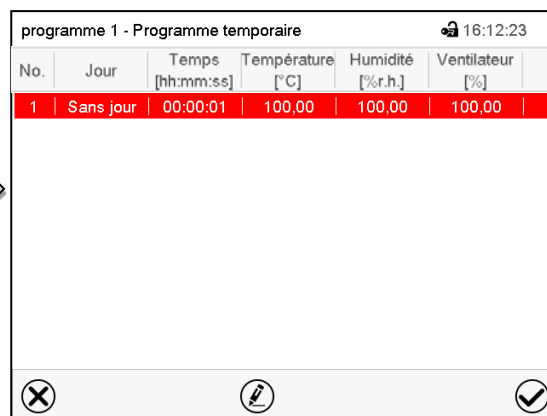 programme 1 - Programme temporaire 16:12:23
No. Jour Temps [hh:mm:ss] Température [°C] Humidité [%r.h.] Ventilateur [%]
1 Sans jour 00:00:01 100,00 100,00 100,00